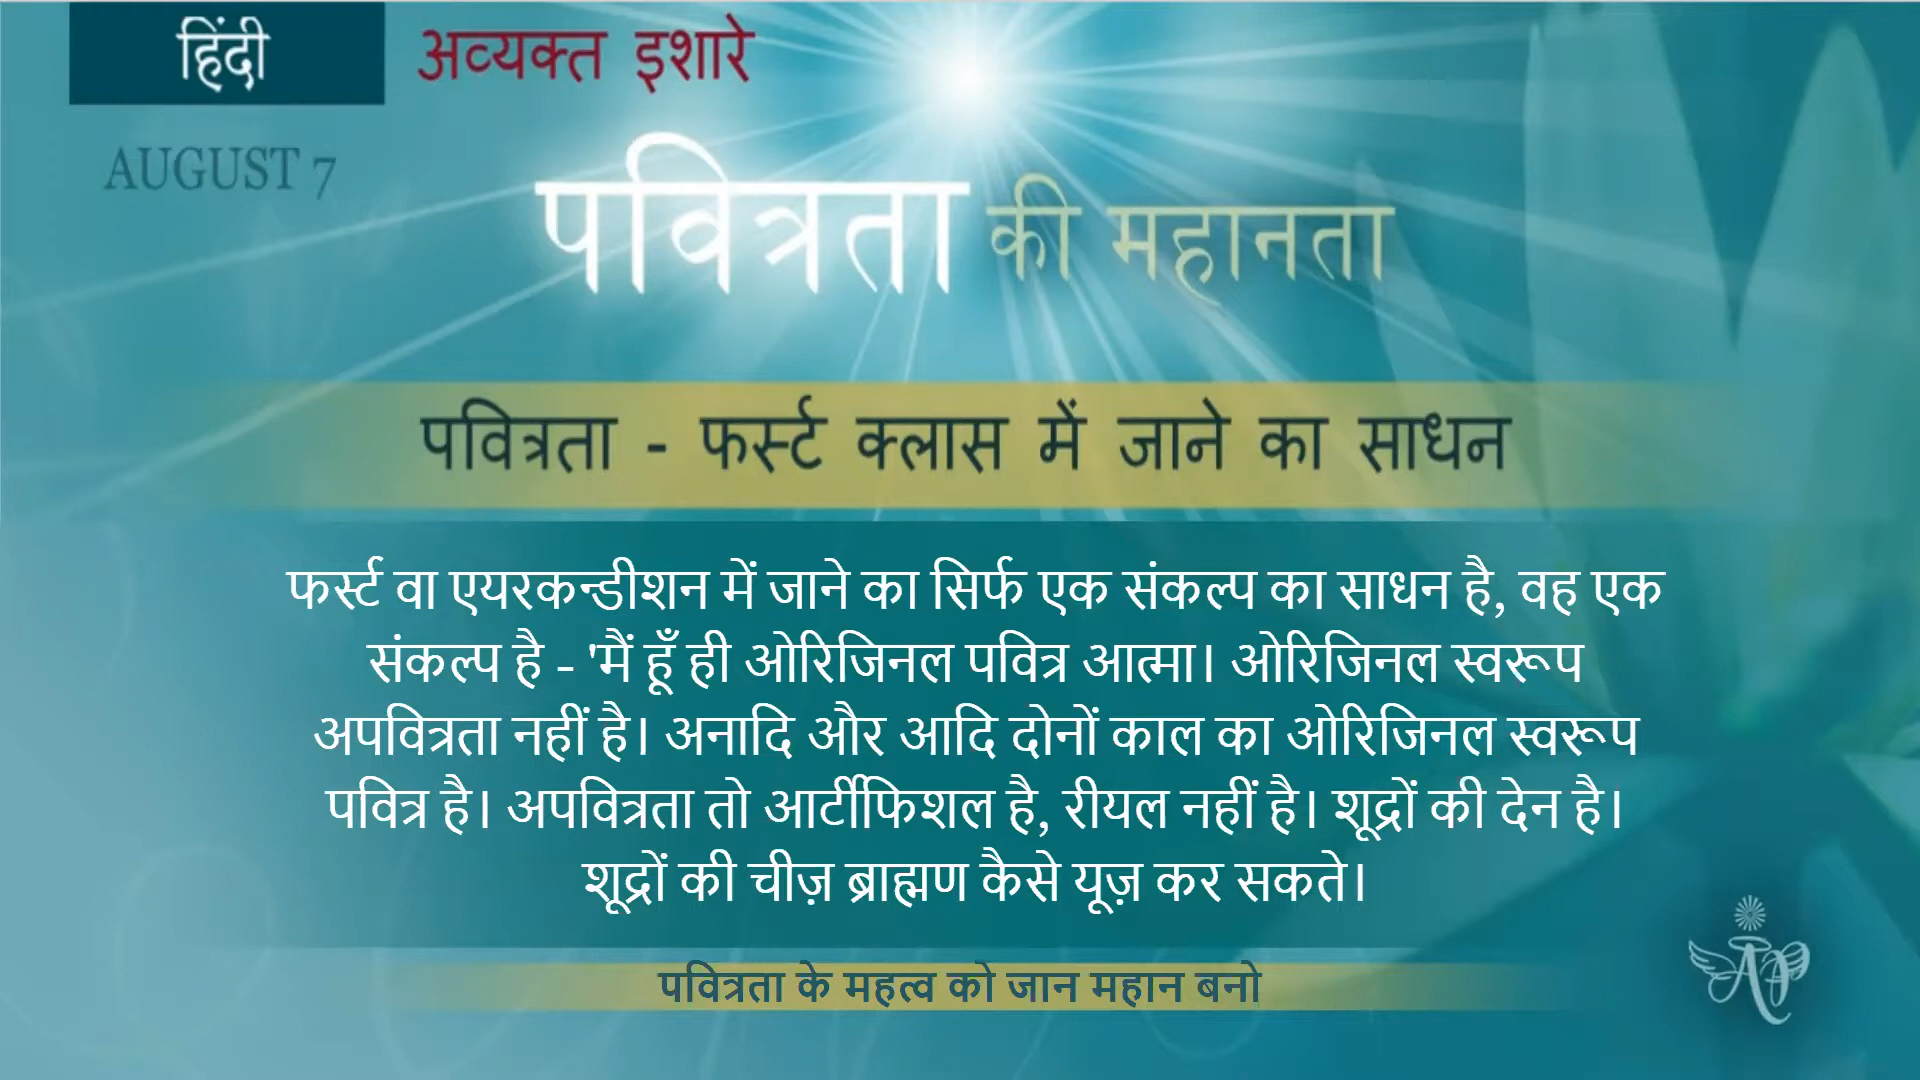 हिंदी
अव्यक्त इशारे
AUGUST 7
पवित्रता की महानता
पवित्रता - फर्स्ट क्लास में जाने का साधन
फर्स्ट वा एयरकन्डीशन में जाने का सिर्फ एक संकल्प का साधन है, वह एक
संकल्प है - 'मैं हूँ ही ओरिजिनल पवित्र आत्मा। ओरिजिनल स्वरूप
अपवित्रता नहीं है। अनादि और आदि दोनों काल का ओरिजिनल स्वरूप
पवित्र है। अपवित्रता तो आर्टीफिशल है, रीयल नहीं है। शूद्रों की देन है।
शूद्रों की चीज़ ब्राह्मण कैसे यूज़ कर सकते।
पवित्रता के महत्व को जान महान बनो